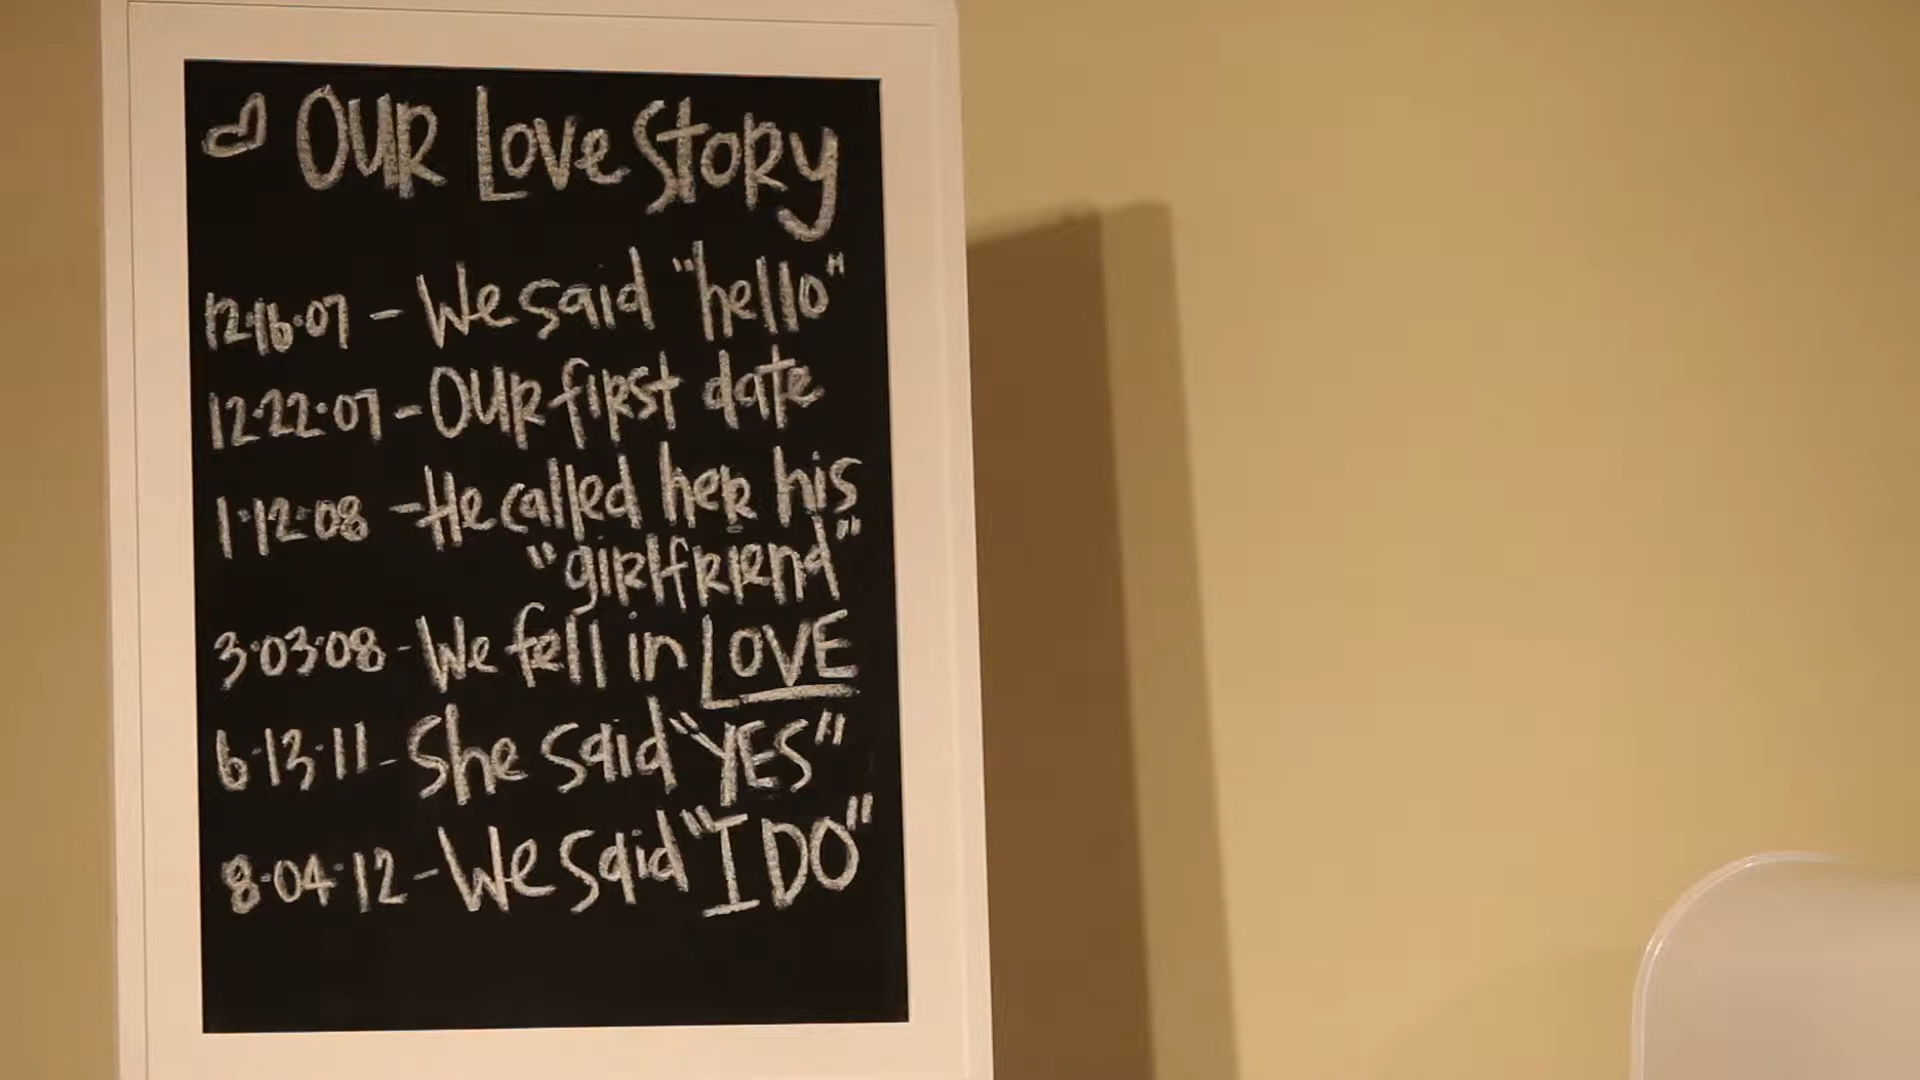 OUR Love Story
12·16·07 - We said "hello"
12·22·07 - OUR first date
1·12·08 - He called her his
"girlfriend"
3·03·08 - We fell in LOVE
6·13·11 - She said "YES"
8·04·12 - We said "I DO"